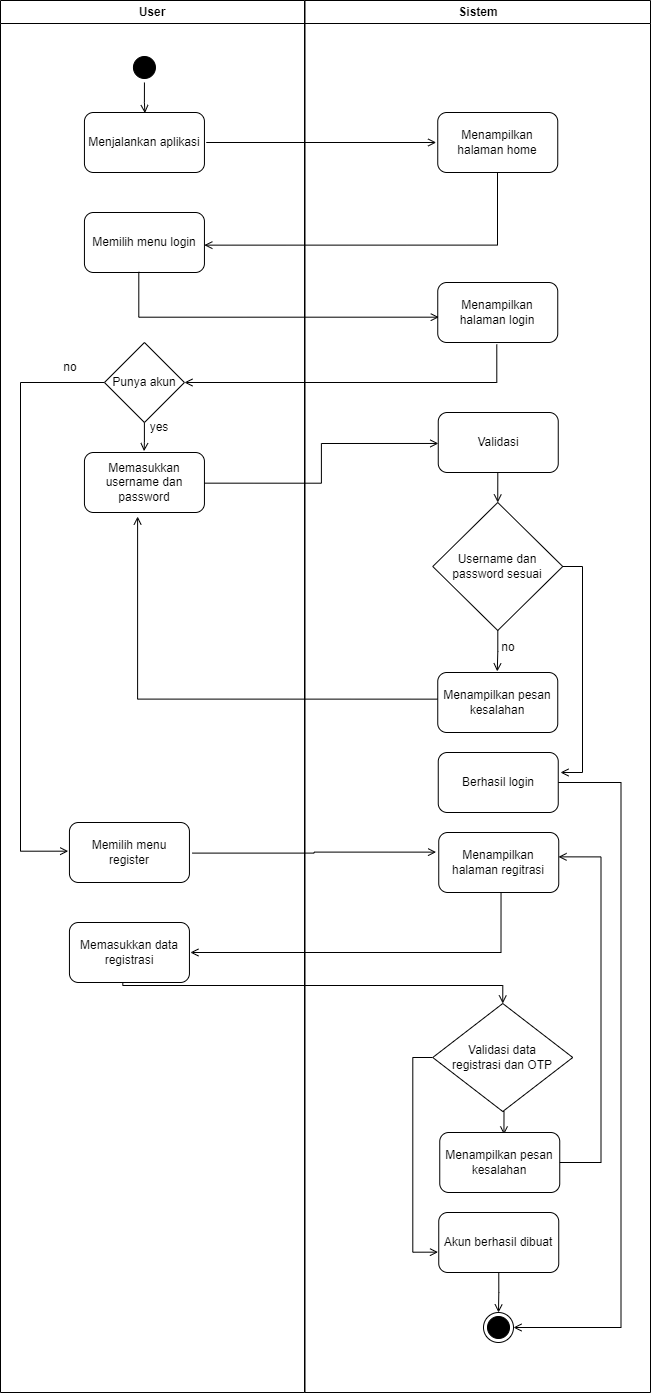 User
Sistem
Menjalankan aplikasi
Menampilkan
halaman home
Memilih menu login
Menampilkan
halaman login
no
Punya akun
yes
Memasukkan
username dan
password
Validasi
Username dan
password sesuai
no
Menampilkan pesan
kesalahan
Berhasil login
Memilih menu
register
Menampilkan
halaman regitrasi
Memasukkan data
registrasi
Validasi data
registrasi dan OTP
Menampilkan pesan
kesalahan
Akun berhasil dibuat